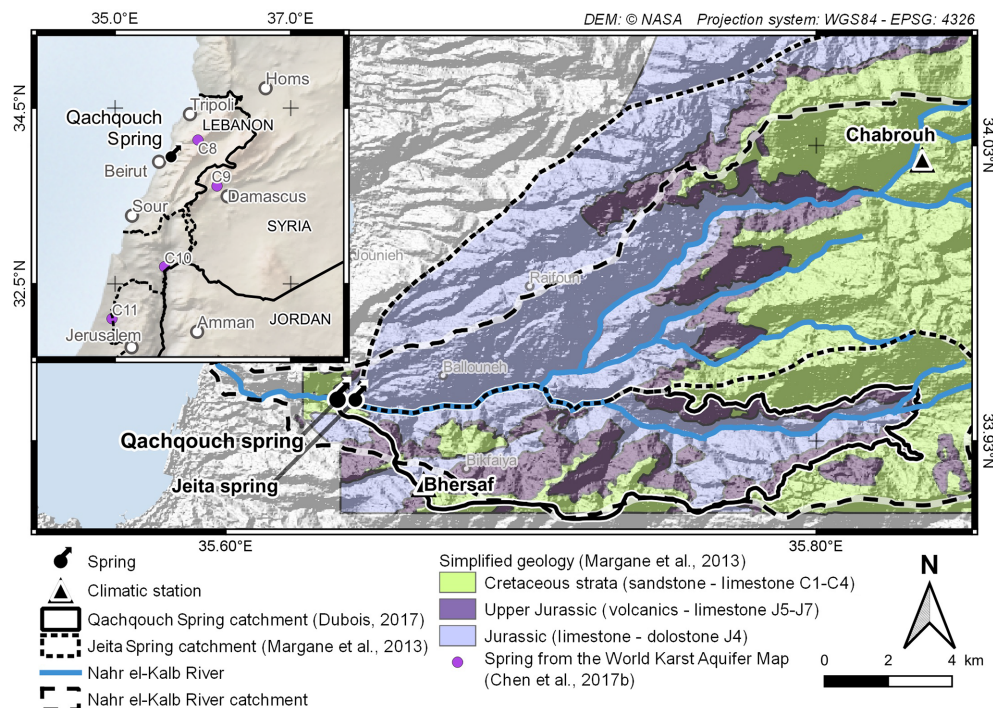 DEM: © NASA Projection system: WGS84 - EPSG: 4326
35.0°E
37.0°E
34.5°N
32.5°N
Homs
Tripoli
Qachqouch
Spring
LEBANON
C8
Beirut
C9
Damascus
Sour
SYRIA
C10
C11
Amman
JORDAN
Jerusalem
Chabrouh
34.03°N
Jounieh
Raifoun
Ballouneh
Qachqouch spring
33.93°N
Bikfaiya
Jeita spring
Bhersaf
35.60°E
35.80°E
Spring
Climatic station
Qachqouch Spring catchment (Dubois, 2017)
Jeita Spring catchment (Margane et al., 2013)
Nahr el-Kalb River
Nahr el-Kalb River catchment
Simplified geology (Margane et al., 2013)
Cretaceous strata (sandstone - limestone C1-C4)
Upper Jurassic (volcanics - limestone J5-J7)
Jurassic (limestone - dolostone J4)
Spring from the World Karst Aquifer Map
(Chen et al., 2017b)
N
0 2 4 km